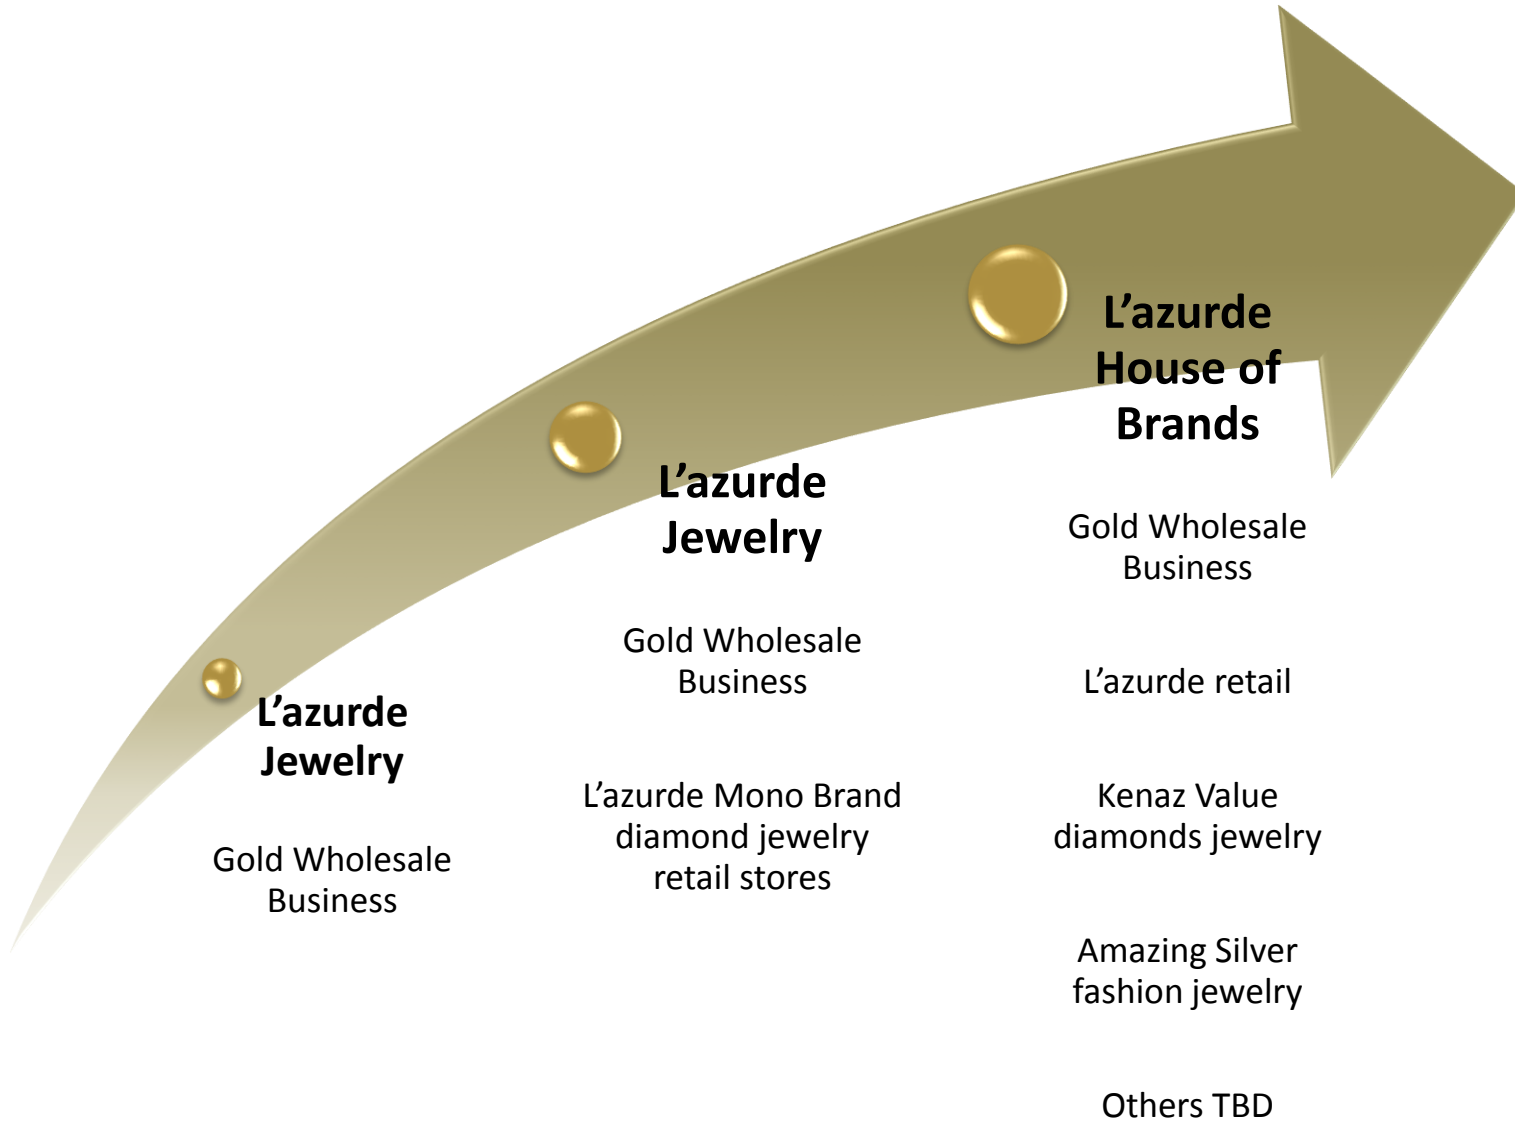 L’azurde
Jewelry
Gold Wholesale
Business
L’azurde
Jewelry
Gold Wholesale
Business
L’azurde Mono Brand
diamond jewelry
retail stores
L’azurde
House of
Brands
Gold Wholesale
Business
L’azurde retail
Kenaz Value
diamonds jewelry
Amazing Silver
fashion jewelry
Others TBD